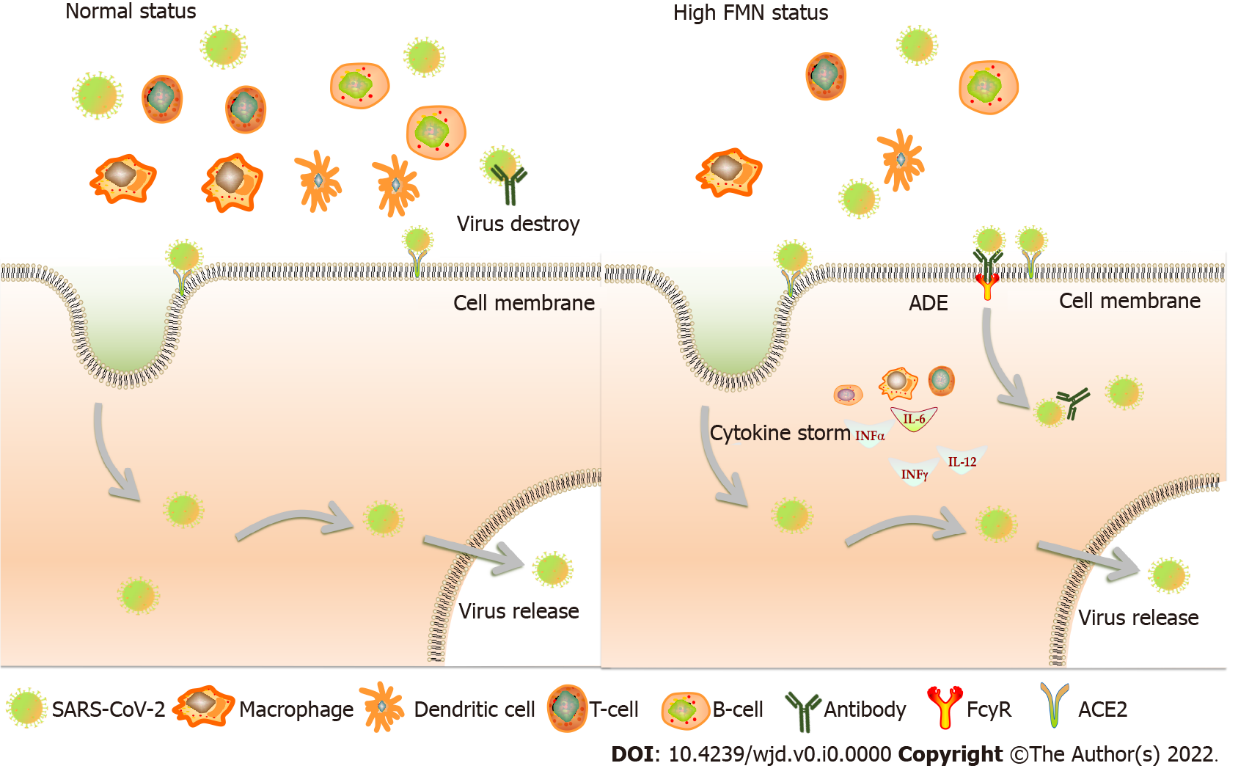 Normal status
High FMN status
Virus destroy
Cell membrane
ADE
Cell membrane
Cytokine storm
IL-6
INFα
IL-12
INFγ
Virus release
Virus release
SARS-CoV-2 Macrophage Dendritic cell T-cell B-cell Antibody FcyR ACE2
DOI: 10.4239/wjd.v0.i0.0000 Copyright ©The Author(s) 2022.